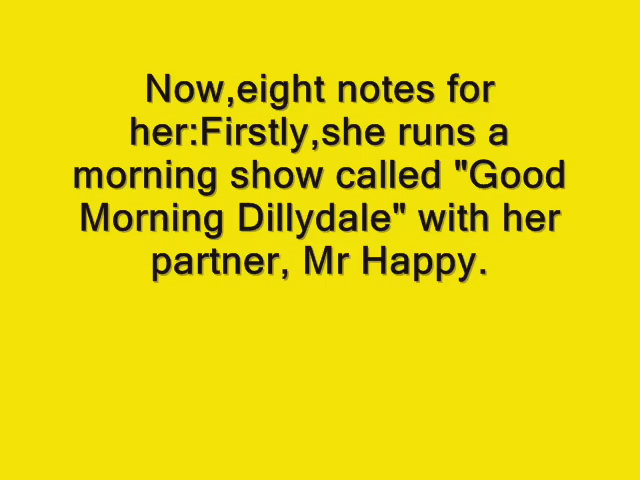 Now,eight notes for
her:Firstly,she runs a
morning show called "Good
Morning Dillydale" with her
partner, Mr Happy.